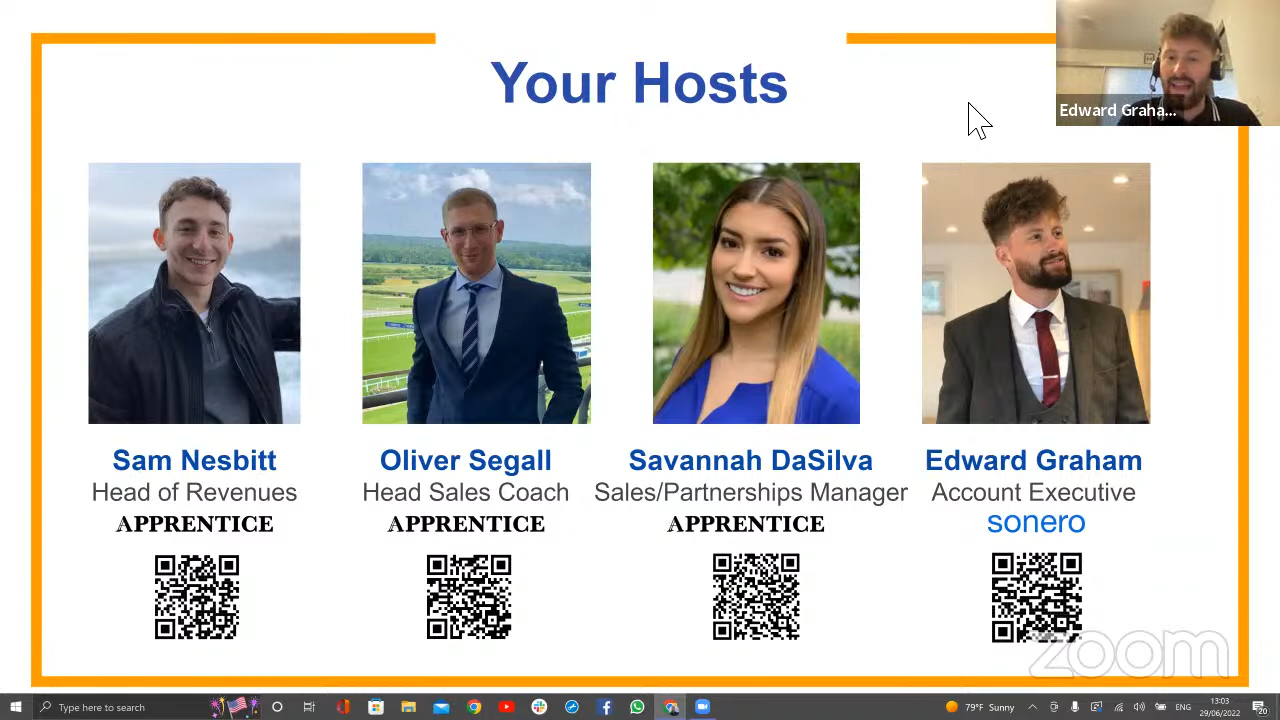 Your Hosts
Edward Graha...
Sam Nesbitt
Head of Revenues
APPRENTICE
Oliver Segall
Head Sales Coach
APPRENTICE
Savannah DaSilva
Sales/Partnerships Manager
APPRENTICE
Edward Graham
Account Executive
sonero
zoom
Type here to search
79°F Sunny
ENG
13:03
29/06/2022
20